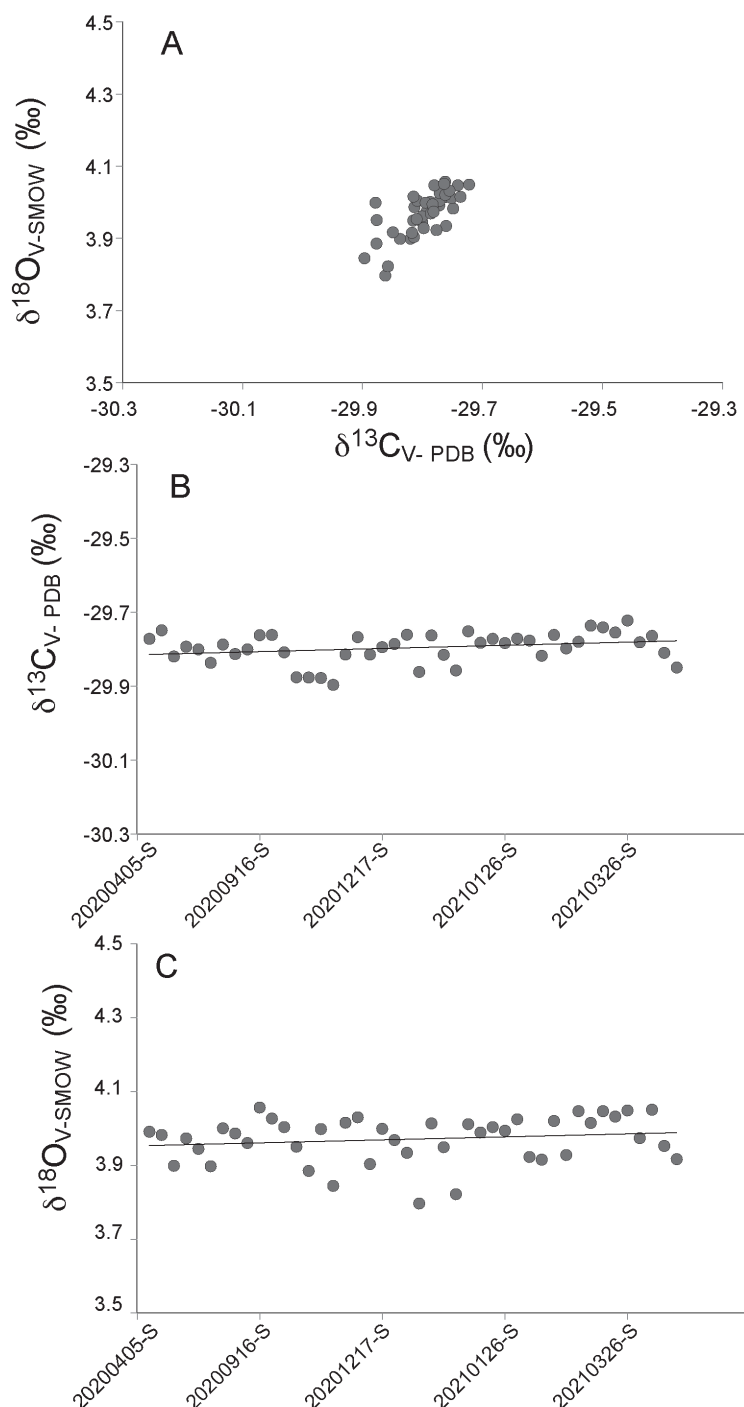 A
4.5
4.3
4.1
3.9
3.7
3.5
δ18OV-SMOW (‰)
-30.3 -30.1 -29.9 -29.7 -29.5 -29.3
δ13CV- PDB (‰)
B
-29.3
-29.5
-29.7
-29.9
-30.1
-30.3
δ13CV- PDB (‰)
20200405-S 20200916-S 20201217-S 20210126-S 20210326-S
C
4.5
4.3
4.1
3.9
3.7
3.5
δ18OV-SMOW (‰)
20200405-S 20200916-S 20201217-S 20210126-S 20210326-S